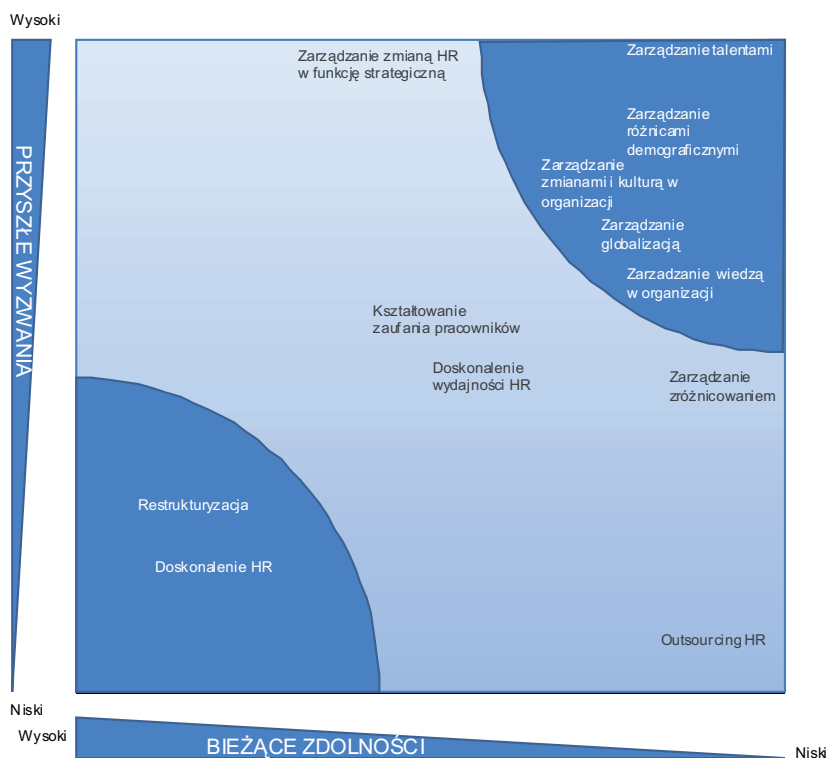 Wysoki
Zarządzanie zmianą HR
w funkcję strategiczną
Zarządzanie talentami
Zarządzanie
różnicami
demograficznymi
Zarządzanie
zmianami i kulturą w
organizacji
Zarządzanie
globalizacją
Zarzadzanie wiedzą
w organizacji
PRZYSZŁE WYZWANIA
Kształtowanie
zaufania pracowników
Doskonalenie
wydajności HR
Zarządzanie
zróżnicowaniem
Restrukturyzacja
Doskonalenie HR
Outsourcing HR
Niski
Wysoki
BIEŻĄCE ZDOLNOŚCI
Niski